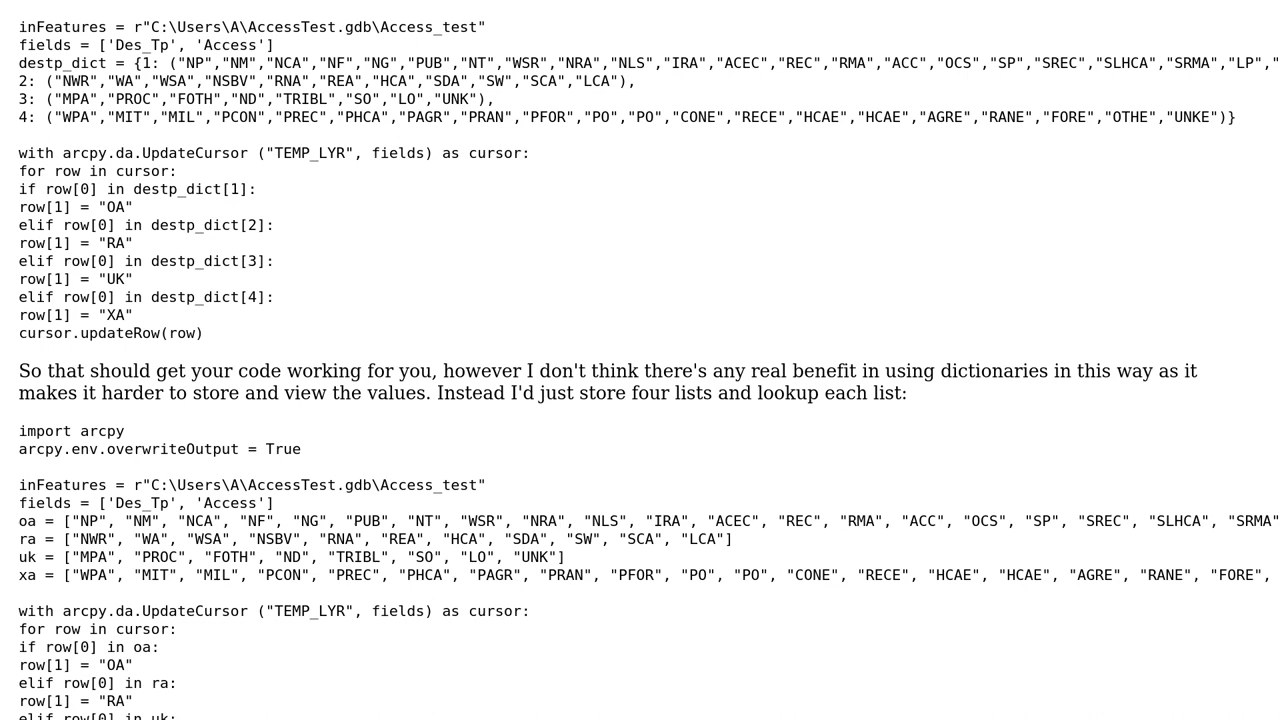 inFeatures = r"C:\Users\A\AccessTest.gdb\Access_test"
fields = ['Des_Tp', 'Access']
destp_dict = {1: ("NP","NM","NCA","NF","NG","PUB","NT","WSR","NRA","NLS","IRA","ACEC","REC","RMA","ACC","OCS","SP","SREC","SLHCA","SRMA","LP","
2: ("NWR","WA","WSA","NSBV","RNA","REA","HCA","SDA","SW","SCA","LCA"),
3: ("MPA","PROC","FOTH","ND","TRIBL","SO","LO","UNK"),
4: ("WPA","MIT","MIL","PCON","PREC","PHCA","PAGR","PRAN","PFOR","PO","PO","CONE","RECE","HCAE","HCAE","AGRE","RANE","FORE","OTHE","UNKE")}
with arcpy.da.UpdateCursor ("TEMP_LYR", fields) as cursor:
for row in cursor:
if row[0] in destp_dict[1]:
row[1] = "OA"
elif row[0] in destp_dict[2]:
row[1] = "RA"
elif row[0] in destp_dict[3]:
row[1] = "UK"
elif row[0] in destp_dict[4]:
row[1] = "XA"
cursor.updateRow(row)
So that should get your code working for you, however I don't think there's any real benefit in using dictionaries in this way as it
makes it harder to store and view the values. Instead I'd just store four lists and lookup each list:
import arcpy
arcpy.env.overwriteOutput = True
inFeatures = r"C:\Users\A\AccessTest.gdb\Access_test"
fields = ['Des_Tp', 'Access']
oa = ["NP", "NM", "NCA", "NF", "NG", "PUB", "NT", "WSR", "NRA", "NLS", "IRA", "ACEC", "REC", "RMA", "ACC", "OCS", "SP", "SREC", "SLHCA", "SRMA"
ra = ["NWR", "WA", "WSA", "NSBV", "RNA", "REA", "HCA", "SDA", "SW", "SCA", "LCA"]
uk = ["MPA", "PROC", "FOTH", "ND", "TRIBL", "SO", "LO", "UNK"]
xa = ["WPA", "MIT", "MIL", "PCON", "PREC", "PHCA", "PAGR", "PRAN", "PFOR", "PO", "PO", "CONE", "RECE", "HCAE", "HCAE", "AGRE", "RANE", "FORE",
with arcpy.da.UpdateCursor ("TEMP_LYR", fields) as cursor:
for row in cursor:
if row[0] in oa:
row[1] = "OA"
elif row[0] in ra:
row[1] = "RA"
elif row[0] in uk: